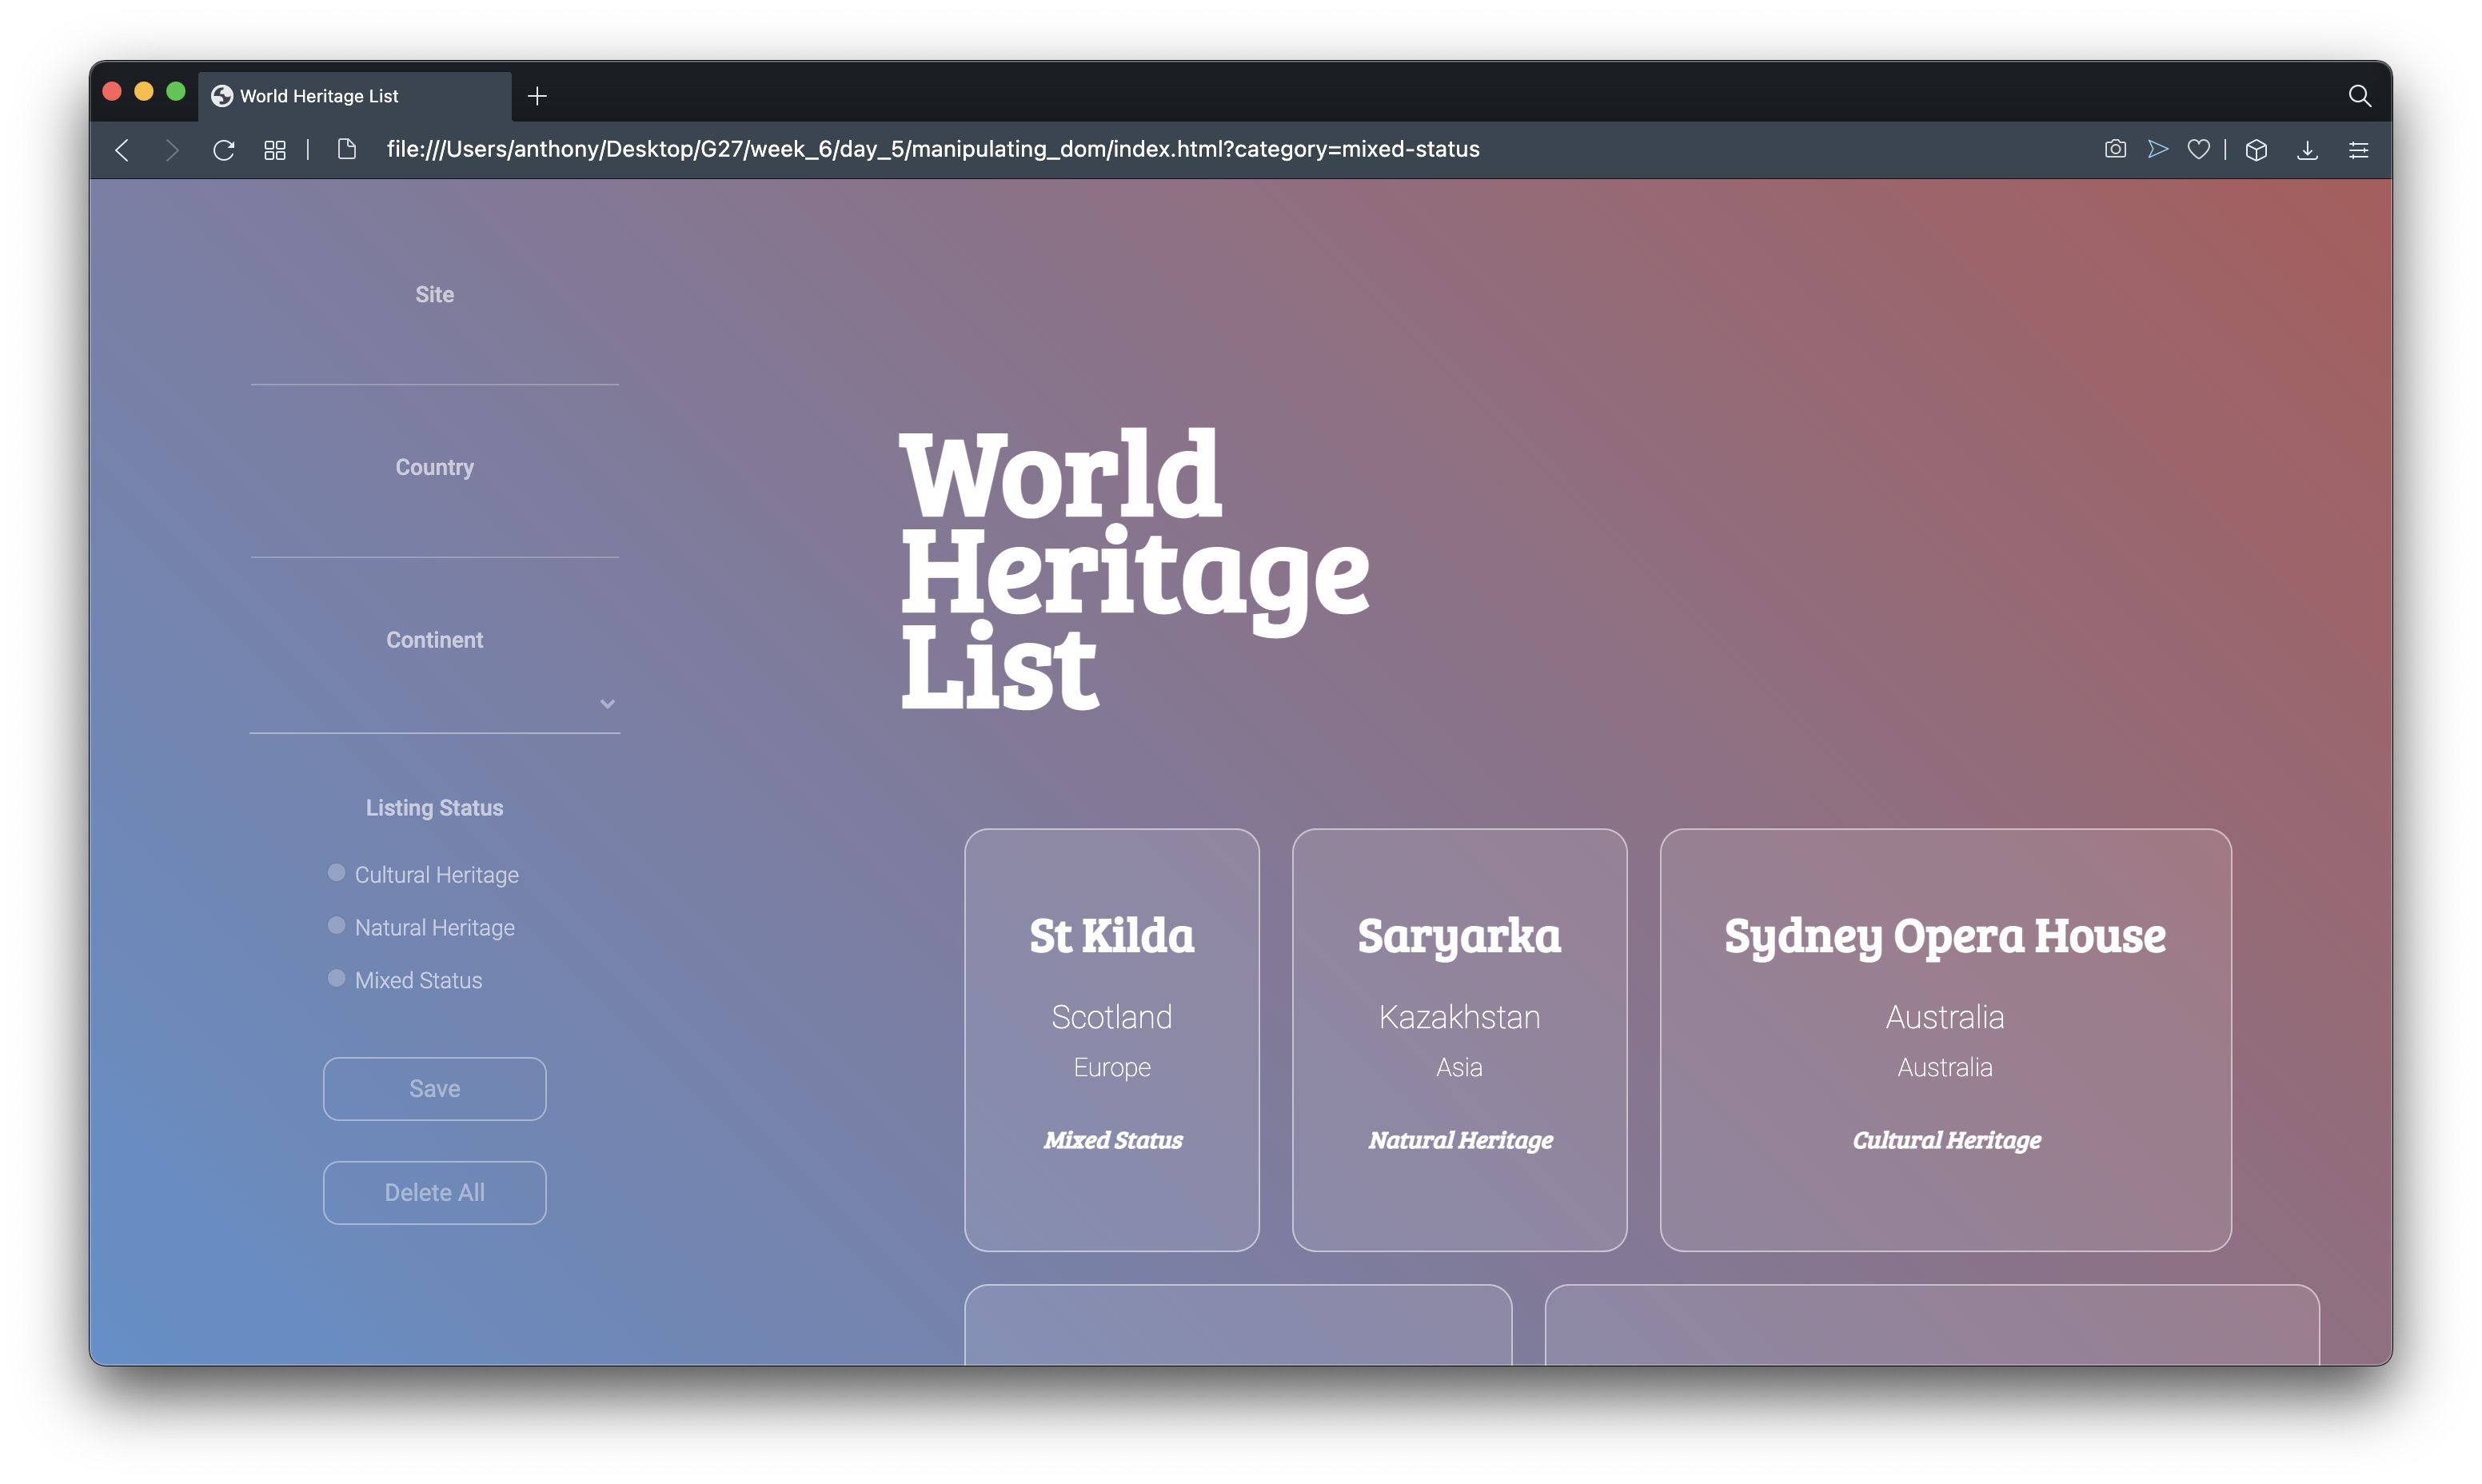 World Heritage List
file:///Users/anthony/Desktop/G27/week_6/day_5/manipulating_dom/index.html?category=mixed-status
Site
Country
Continent
Listing Status
Cultural Heritage
Natural Heritage
Mixed Status
Save
Delete All
World
Heritage
List
St Kilda
Scotland
Europe
Mixed Status
Saryarka
Kazakhstan
Asia
Natural Heritage
Sydney Opera House
Australia
Australia
Cultural Heritage